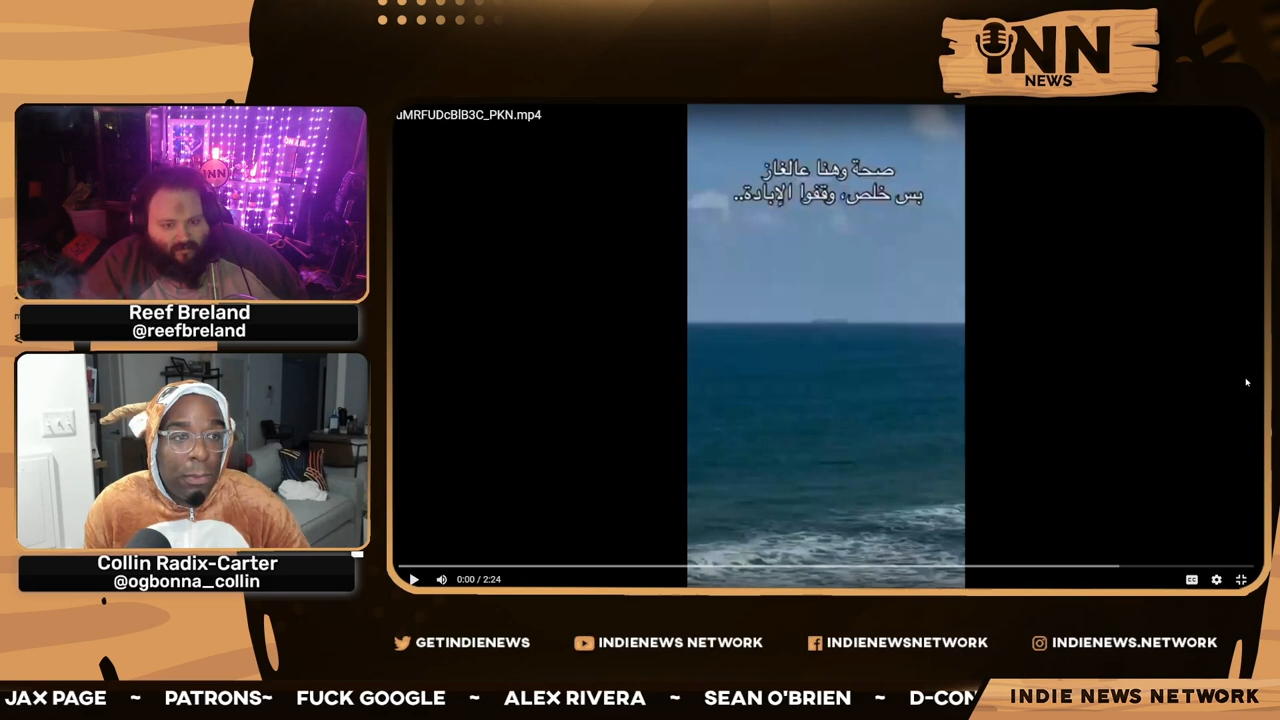 INN
NEWS
INN
Reef Breland
@reefbreland
Collin Radix-Carter
@ogbonna_collin
uMRFUDcBlB3C_PKN.mp4
صحة وهنا عالغاز
بس خلص، وقفوا الإبادة..
0:00 / 2:24
CC
GETINDIENEWS
INDIENEWS NETWORK
INDIENEWSNETWORK
INDIENEWS.NETWORK
JAX PAGE ~ PATRONS~ FUCK GOOGLE ~ ALEX RIVERA ~ SEAN O'BRIEN ~ D-CON
INDIE NEWS NETWORK